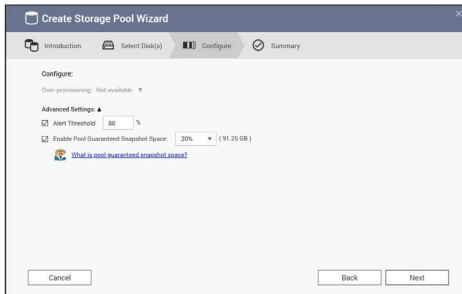 Create Storage Pool Wizard
Introduction
Select Disk(s)
Configure
Summary
Configure:
Over-provisioning: Not available ▼
Advanced Settings: ▲
Alert Threshold 80 %
Enable Pool Guaranteed Snapshot Space: 20% ▼ ( 91.25 GB )
What is pool guaranteed snapshot space?
Cancel Back Next